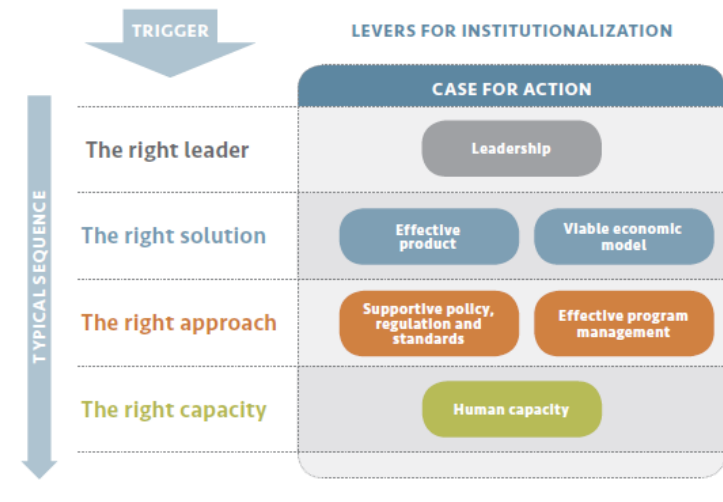 TRIGGER
LEVERS FOR INSTITUTIONALIZATION
CASE FOR ACTION
TYPICAL SEQUENCE
The right leader
Leadership
The right solution
Effective
product
Viable economic
model
The right approach
Supportive policy,
regulation and
standards
Effective program
management
The right capacity
Human capacity